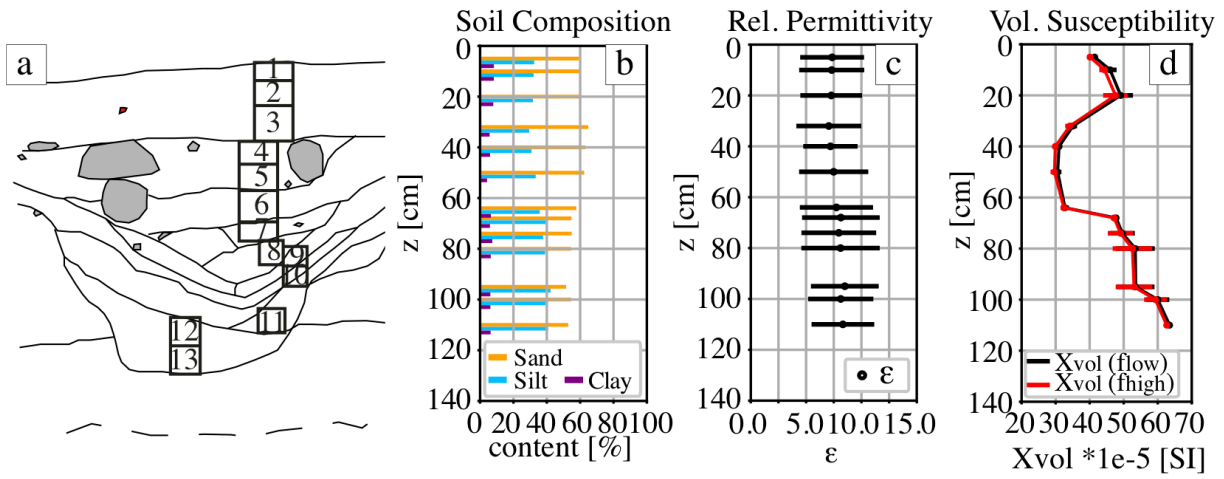 a
1
2
3
4
5
6
7
8
9
10
11
12
13
Soil Composition
b
0
20
40
60
80
100
120
140
z [cm]
Sand
Silt
Clay
0 20 40 60 80 100
content [%]
Rel. Permittivity
c
0
20
40
60
80
100
120
140
z [cm]
ε
0.0 5.0 10.0 15.0
ε
Vol. Susceptibility
d
0
20
40
60
80
100
120
140
z [cm]
Xvol (flow)
Xvol (fhigh)
20 30 40 50 60 70
Xvol *1e-5 [SI]